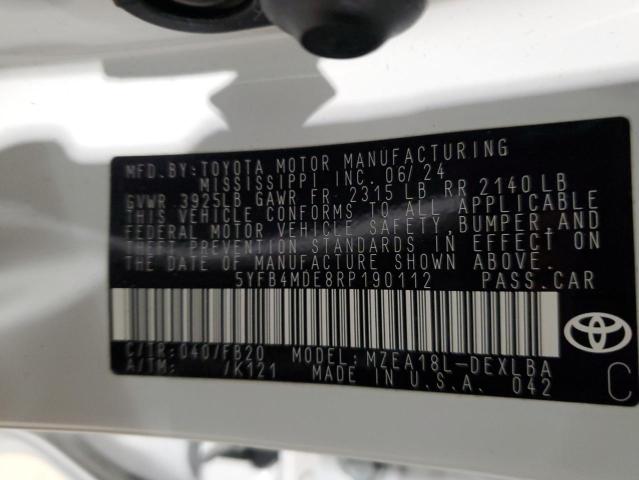 MFD. BY: TOYOTA MOTOR MANUFACTURING
MISSISSIPPI INC. 06/24
GVWR 3925LB GAWR FR. 2315 LB RR 2140 LB
THIS VEHICLE CONFORMS TO ALL APPLICABLE
FEDERAL MOTOR VEHICLE SAFETY, BUMPER, AND
THEFT PREVENTION STANDARDS IN EFFECT ON
THE DATE OF MANUFACTURE SHOWN ABOVE.
5YFB4MDE8RP190112 PASS. CAR
C/TR: 040/FB20 MODEL: MZEA18L-DEXLBA
A/TM: /K121 MADE IN U.S.A. 042
C